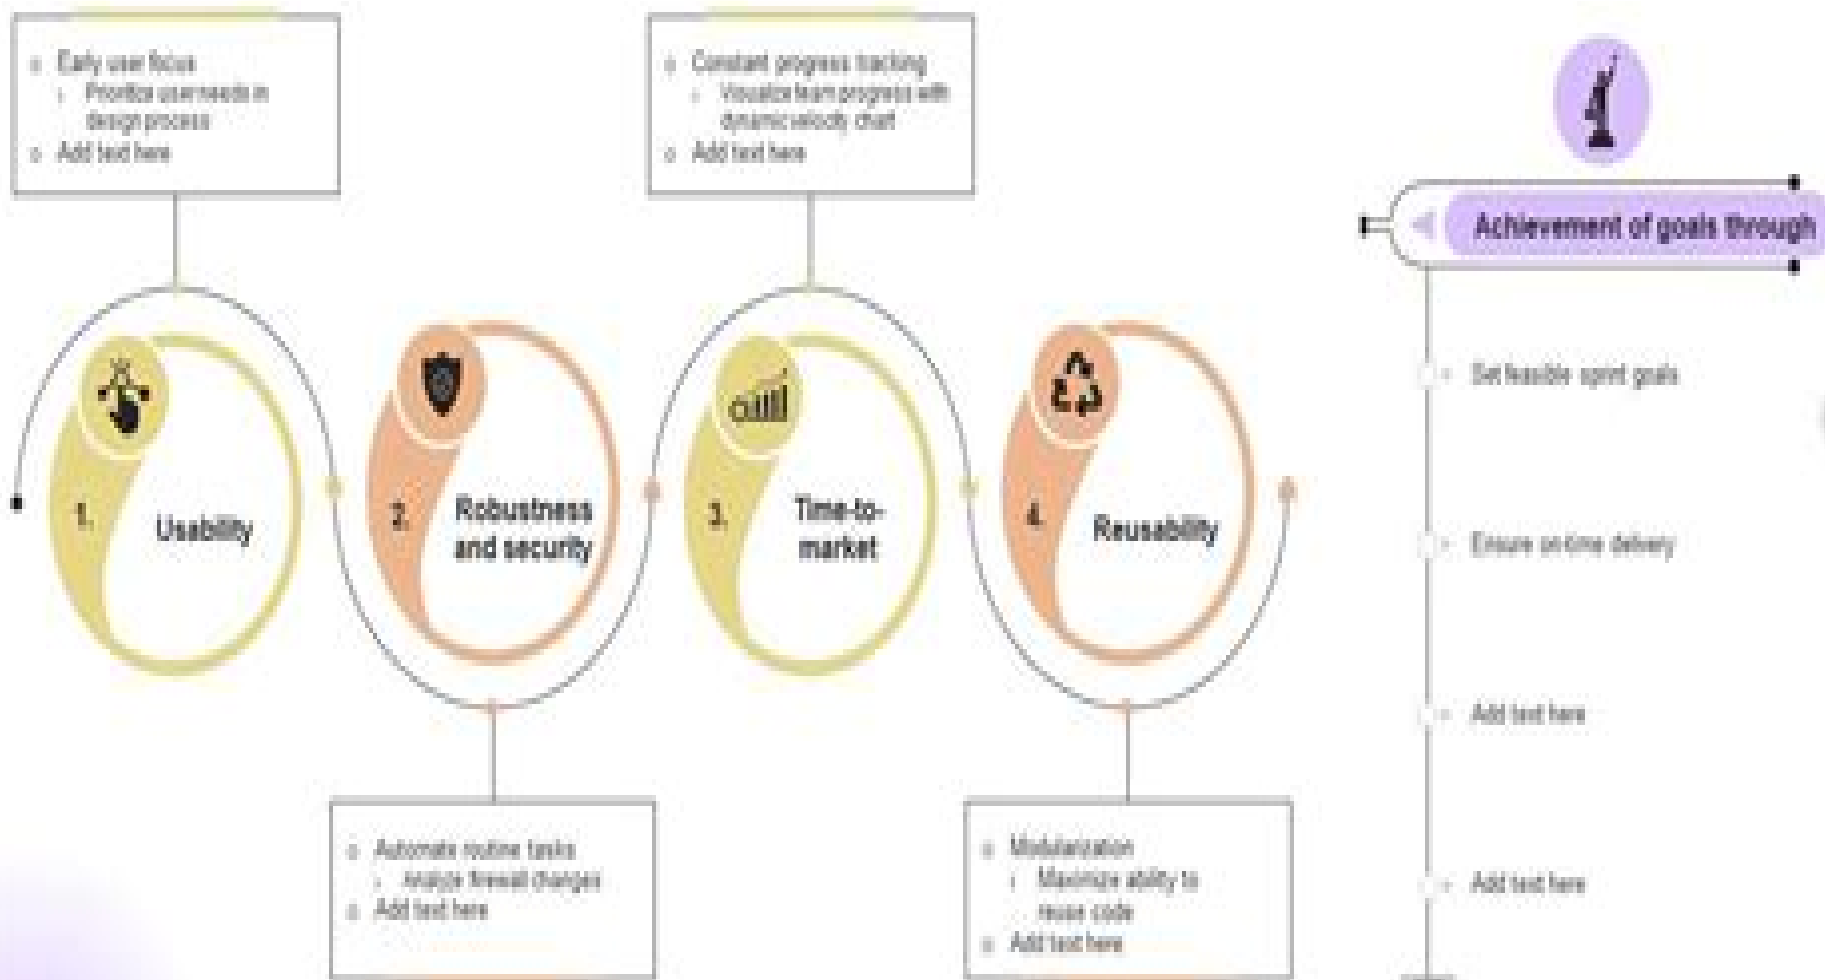 Early user focus
Prioritize user needs in
design process
Add text here
Constant progress tracking
Visualize team progress with
dynamic velocity chart
Add text here
1.
Usability
2.
Robustness
and security
3.
Time-to-
market
4.
Reusability
Automate routine tasks
Analyze firewall changes
Add text here
Modularization
Maximize ability to
reuse code
Add text here
Achievement of goals through
Set feasible sprint goals
Ensure on-time delivery
Add text here
Add text here